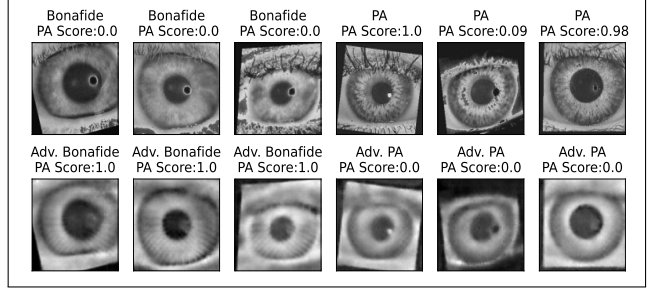 Bonafide Bonafide Bonafide PA PA PA
PA Score:0.0 PA Score:0.0 PA Score:0.0 PA Score:1.0 PA Score:0.09 PA Score:0.98
Adv. Bonafide Adv. Bonafide Adv. Bonafide Adv. PA Adv. PA Adv. PA
PA Score:1.0 PA Score:1.0 PA Score:1.0 PA Score:0.0 PA Score:0.0 PA Score:0.0